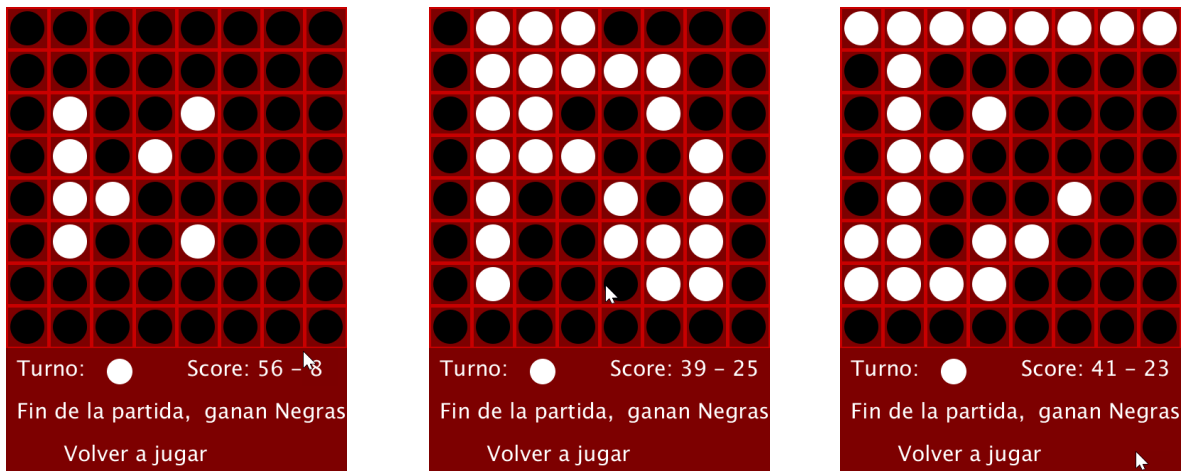 Turno: Score: 56 – 8
Fin de la partida, ganan Negras
Volver a jugar
Turno: Score: 39 – 25
Fin de la partida, ganan Negras
Volver a jugar
Turno: Score: 41 – 23
Fin de la partida, ganan Negras
Volver a jugar